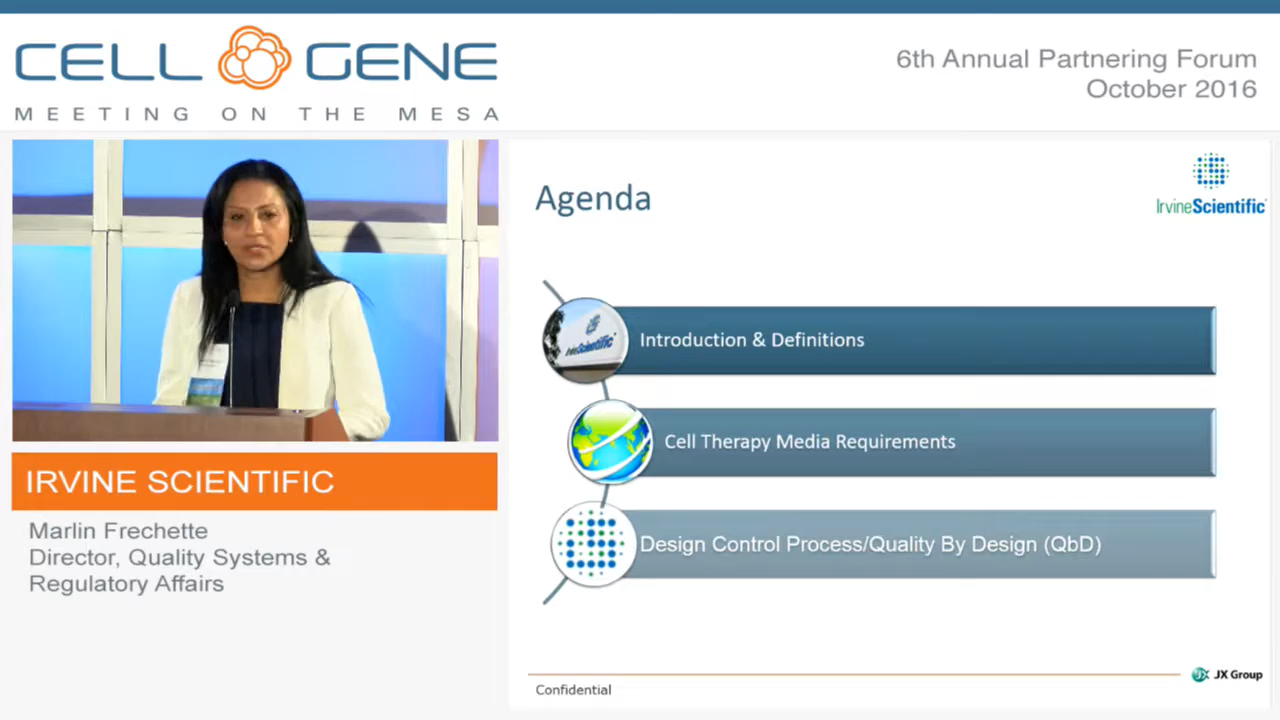 CELL GENE
MEETING ON THE MESA
6th Annual Partnering Forum
October 2016
IRVINE SCIENTIFIC
Marlin Frechette
Director, Quality Systems &
Regulatory Affairs
Agenda
IrvineScientific
IrvineScientific
Introduction & Definitions
Cell Therapy Media Requirements
Design Control Process/Quality By Design (QbD)
Confidential
JX JX Group